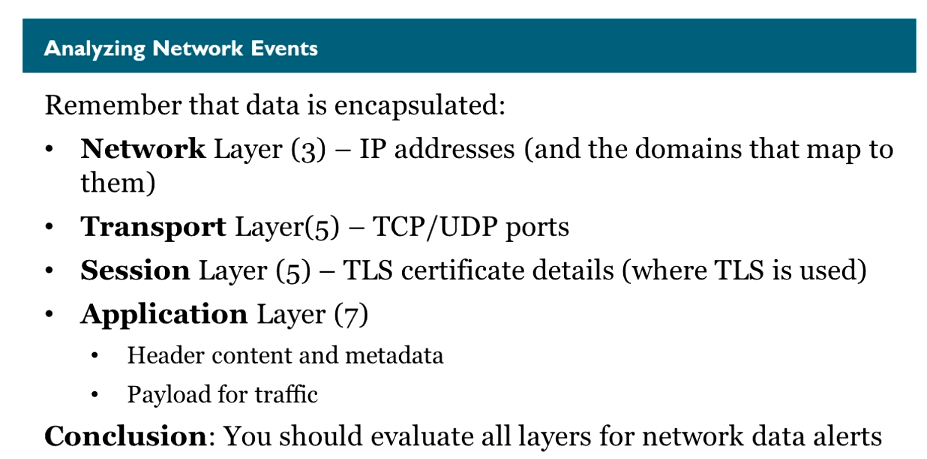 Analyzing Network Events
Remember that data is encapsulated:
• Network Layer (3) – IP addresses (and the domains that map to
them)
• Transport Layer(5) – TCP/UDP ports
• Session Layer (5) – TLS certificate details (where TLS is used)
• Application Layer (7)
• Header content and metadata
• Payload for traffic
Conclusion: You should evaluate all layers for network data alerts